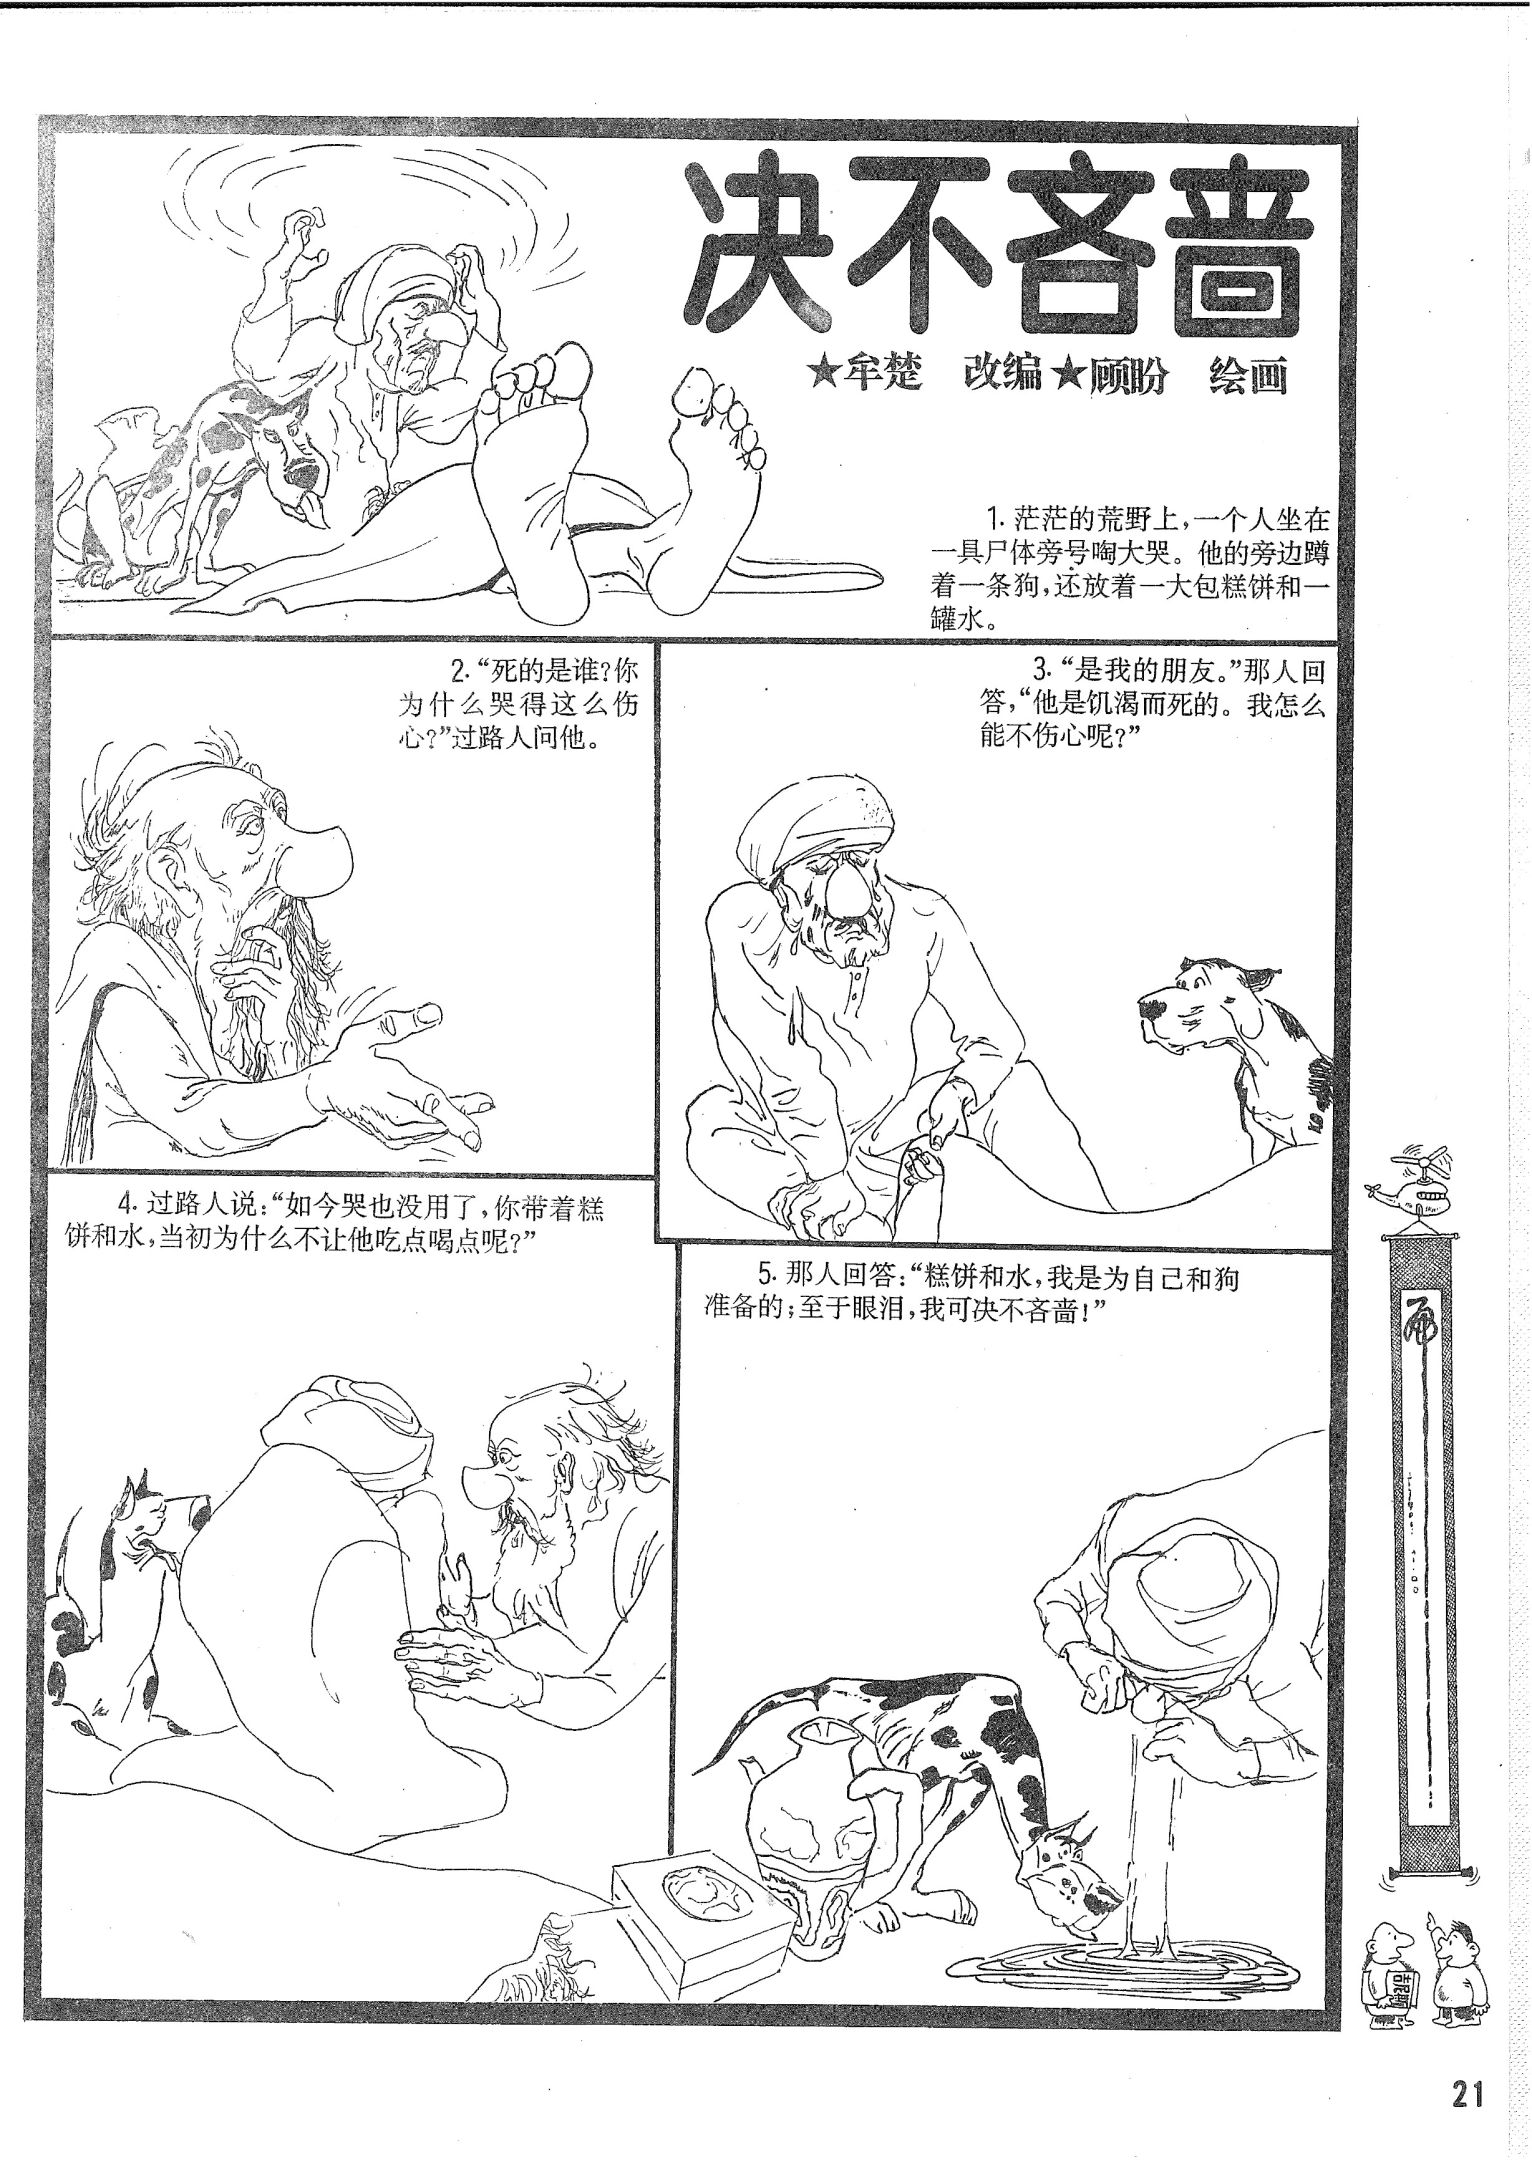 决不吝啬
★牟楚　改编★顾盼　绘画
1. 茫茫的荒野上，一个人坐在
一具尸体旁号啕大哭。他的旁边蹲
着一条狗，还放着一大包糕饼和一
罐水。
2. “死的是谁？你
为什么哭得这么伤
心？”过路人问他。
3. “是我的朋友。”那人回
答，“他是饥渴而死的。我怎么
能不伤心呢？”
4. 过路人说：“如今哭也没用了，你带着糕
饼和水，当初为什么不让他吃点喝点呢？”
5. 那人回答：“糕饼和水，我是为自己和狗
准备的；至于眼泪，我可决不吝啬！”
21